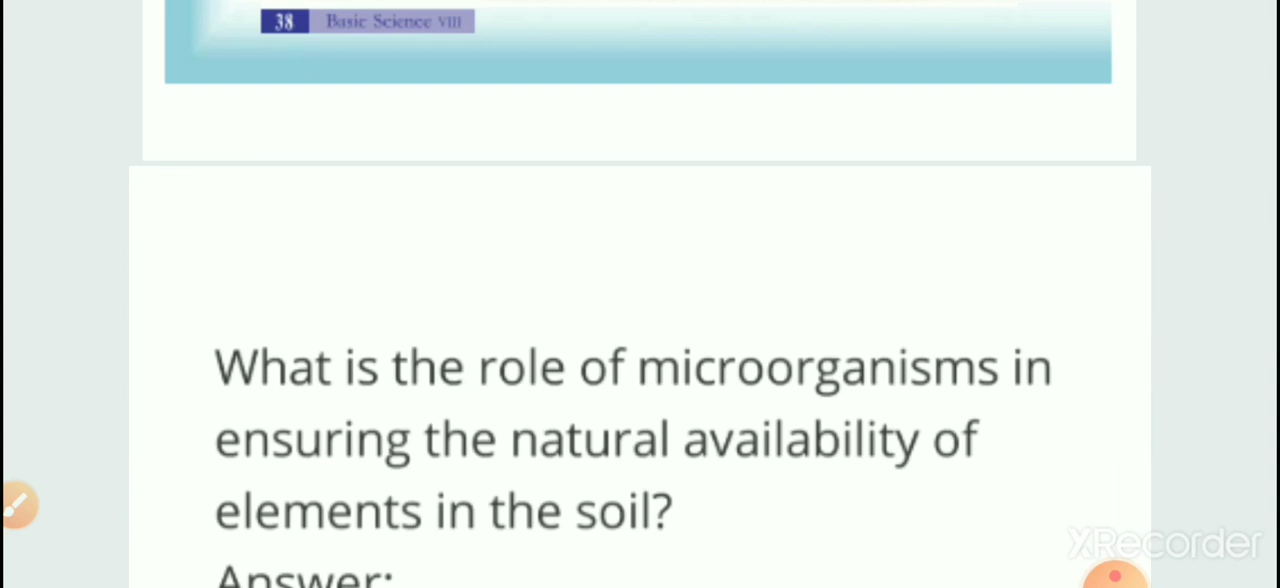 38 Basic Science VIII
What is the role of microorganisms in
ensuring the natural availability of
elements in the soil?
Answer:
XRecorder